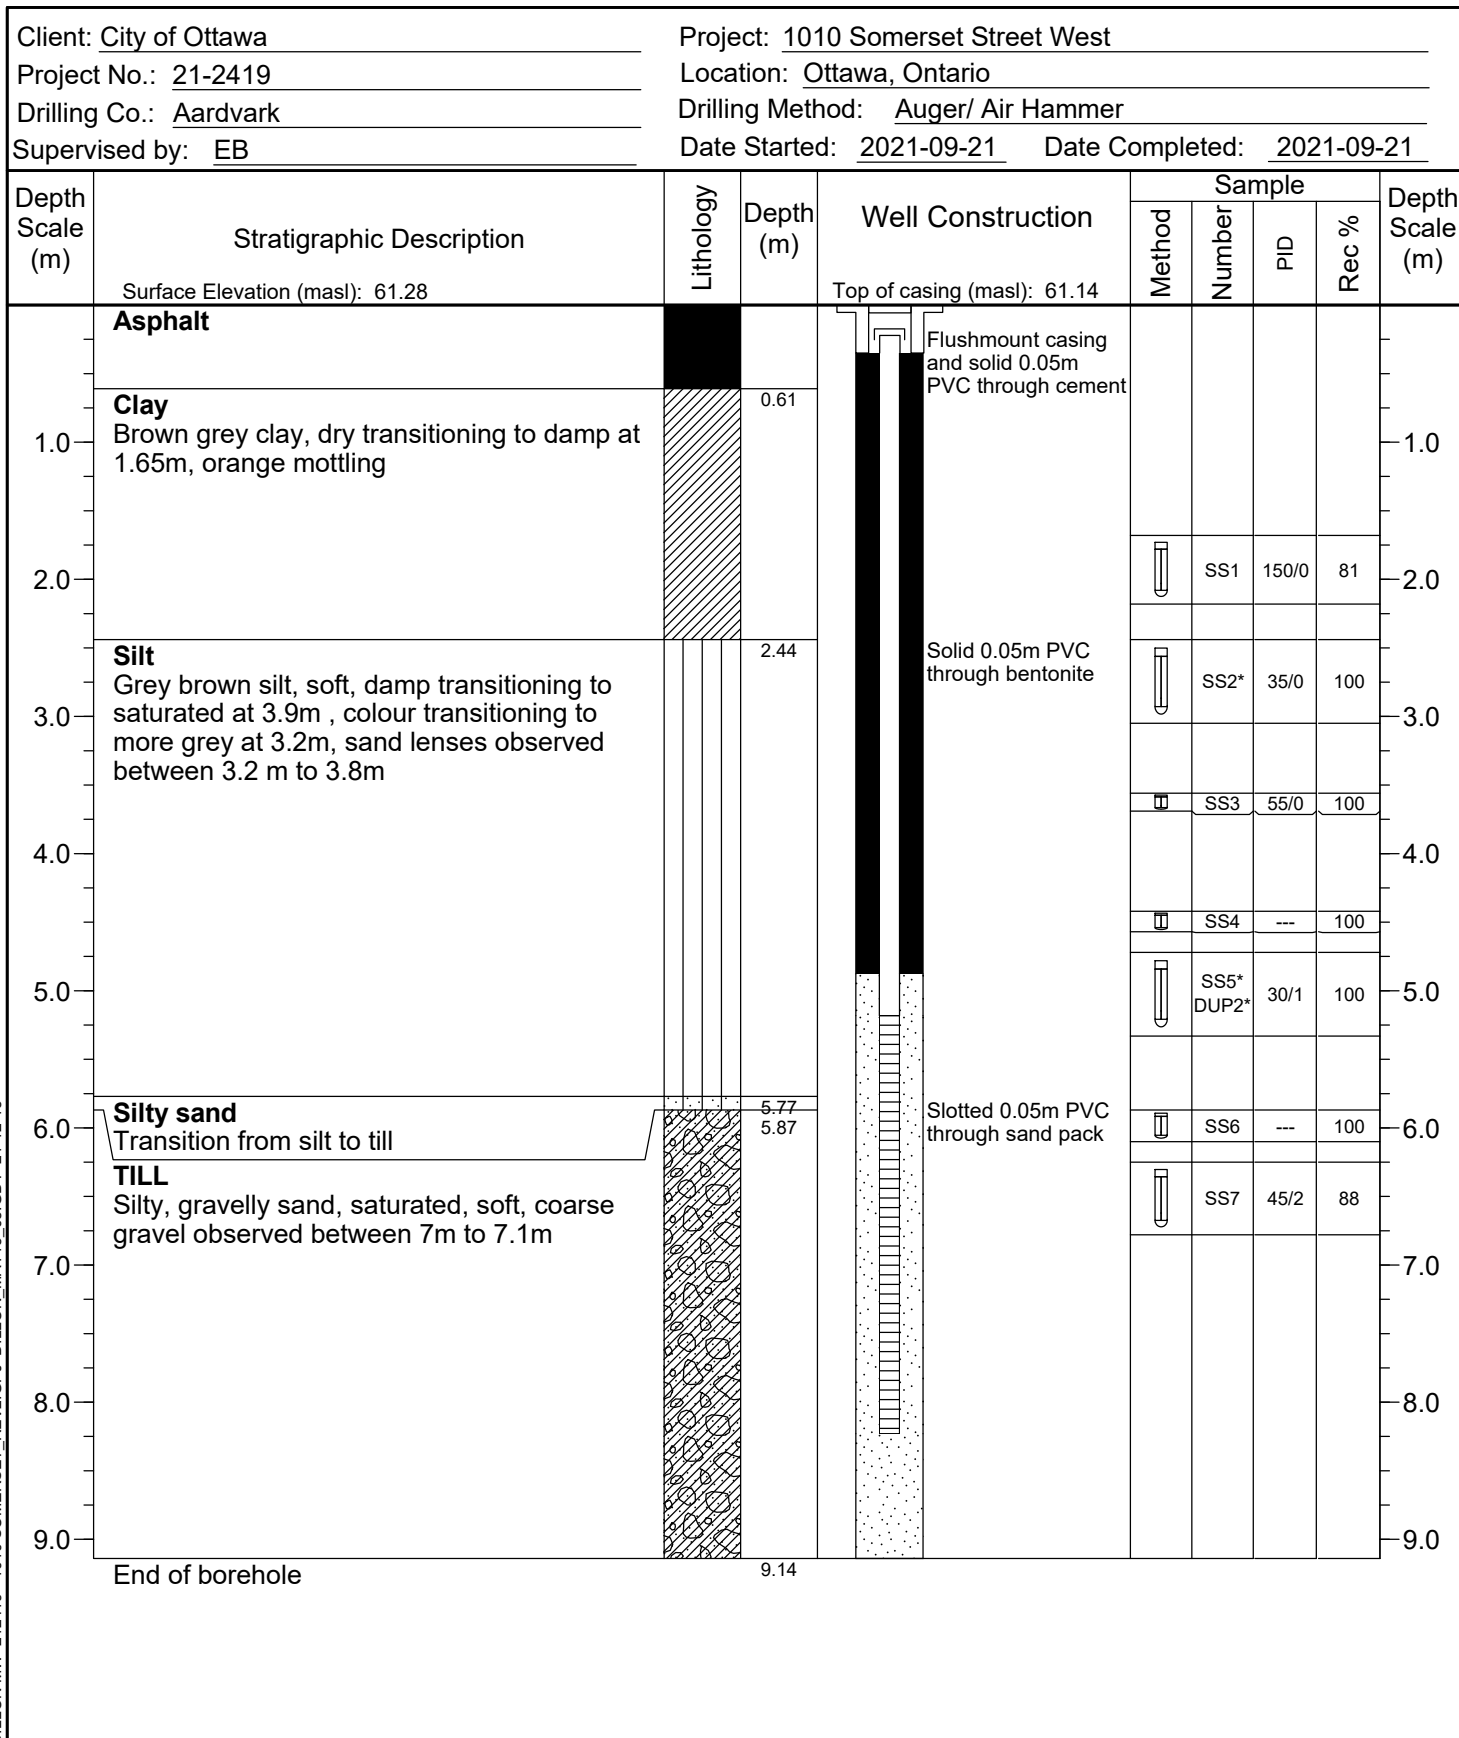 Client: City of Ottawa
Project: 1010 Somerset Street West
Project No.: 21-2419
Location: Ottawa, Ontario
Drilling Co.: Aardvark
Drilling Method: Auger/ Air Hammer
Supervised by: EB
Date Started: 2021-09-21 Date Completed: 2021-09-21
Depth Scale (m)
Stratigraphic Description
Surface Elevation (masl): 61.28
Lithology
Depth (m)
Well Construction
Top of casing (masl): 61.14
Sample
Method
Number
PID
Rec %
Depth Scale (m)
Asphalt
0.61
Clay
Brown grey clay, dry transitioning to damp at
1.65m, orange mottling
2.44
Silt
Grey brown silt, soft, damp transitioning to
saturated at 3.9m , colour transitioning to
more grey at 3.2m, sand lenses observed
between 3.2 m to 3.8m
5.77
Silty sand
Transition from silt to till
5.87
TILL
Silty, gravelly sand, saturated, soft, coarse
gravel observed between 7m to 7.1m
End of borehole
9.14
Flushmount casing
and solid 0.05m
PVC through cement
Solid 0.05m PVC
through bentonite
Slotted 0.05m PVC
through sand pack
SS1 150/0 81
SS2* 35/0 100
SS3 55/0 100
SS4 --- 100
SS5*
DUP2* 30/1 100
SS6 --- 100
SS7 45/2 88
1.0 1.0
2.0 2.0
3.0 3.0
4.0 4.0
5.0 5.0
6.0 6.0
7.0 7.0
8.0 8.0
9.0 9.0